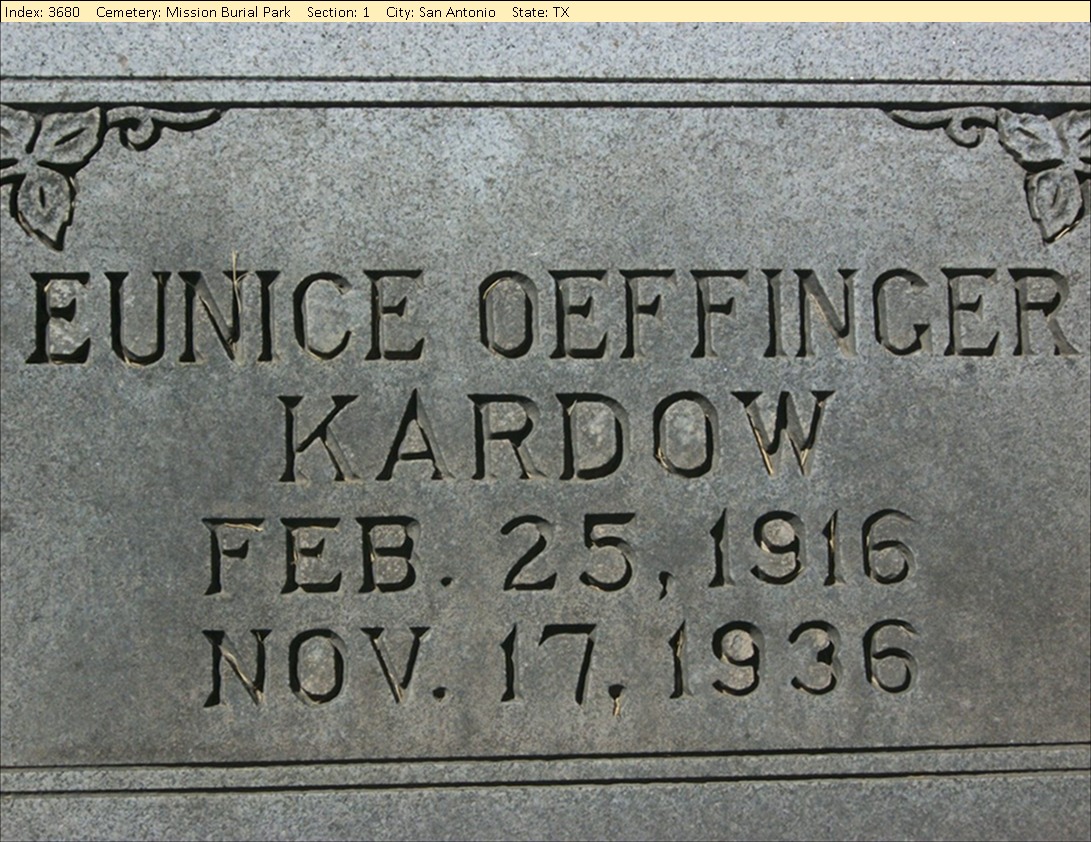 Index: 3680 Cemetery: Mission Burial Park Section: 1 City: San Antonio State: TX
EUNICE OEFFINGER
KARDOW
FEB. 25, 1916
NOV. 17, 1936